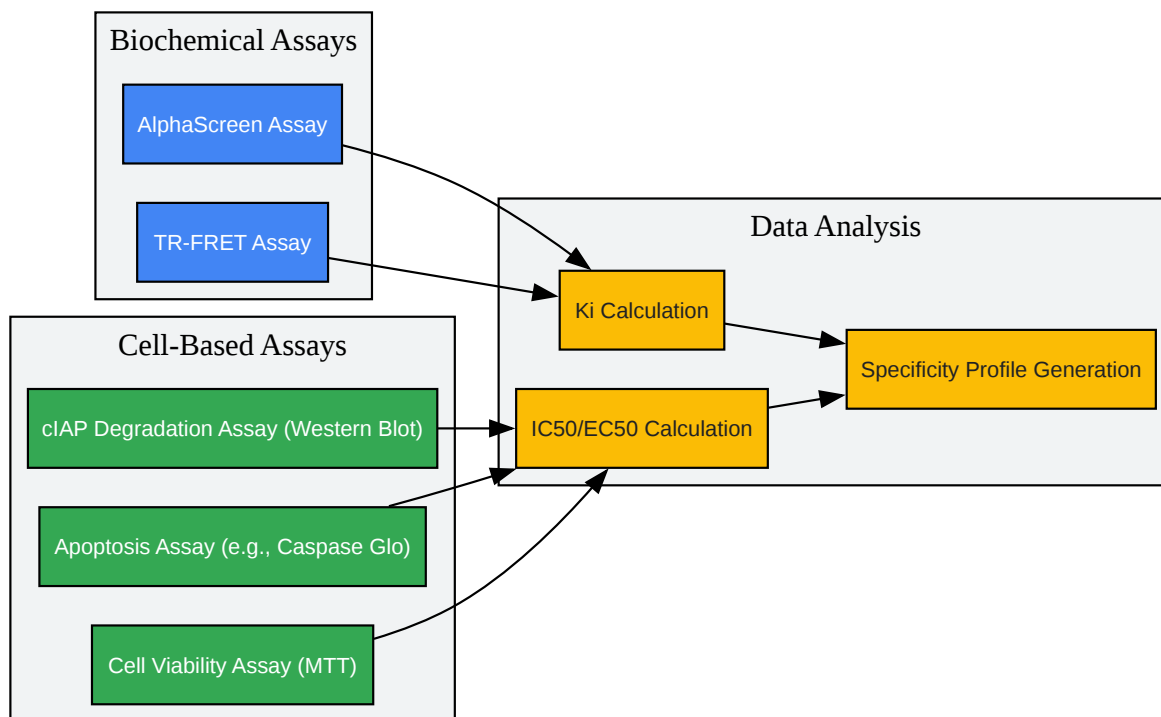 Biochemical Assays
AlphaScreen Assay
TR-FRET Assay
Cell-Based Assays
cIAP Degradation Assay (Western Blot)
Apoptosis Assay (e.g., Caspase Glo)
Cell Viability Assay (MTT)
Data Analysis
Ki Calculation
IC50/EC50 Calculation
Specificity Profile Generation